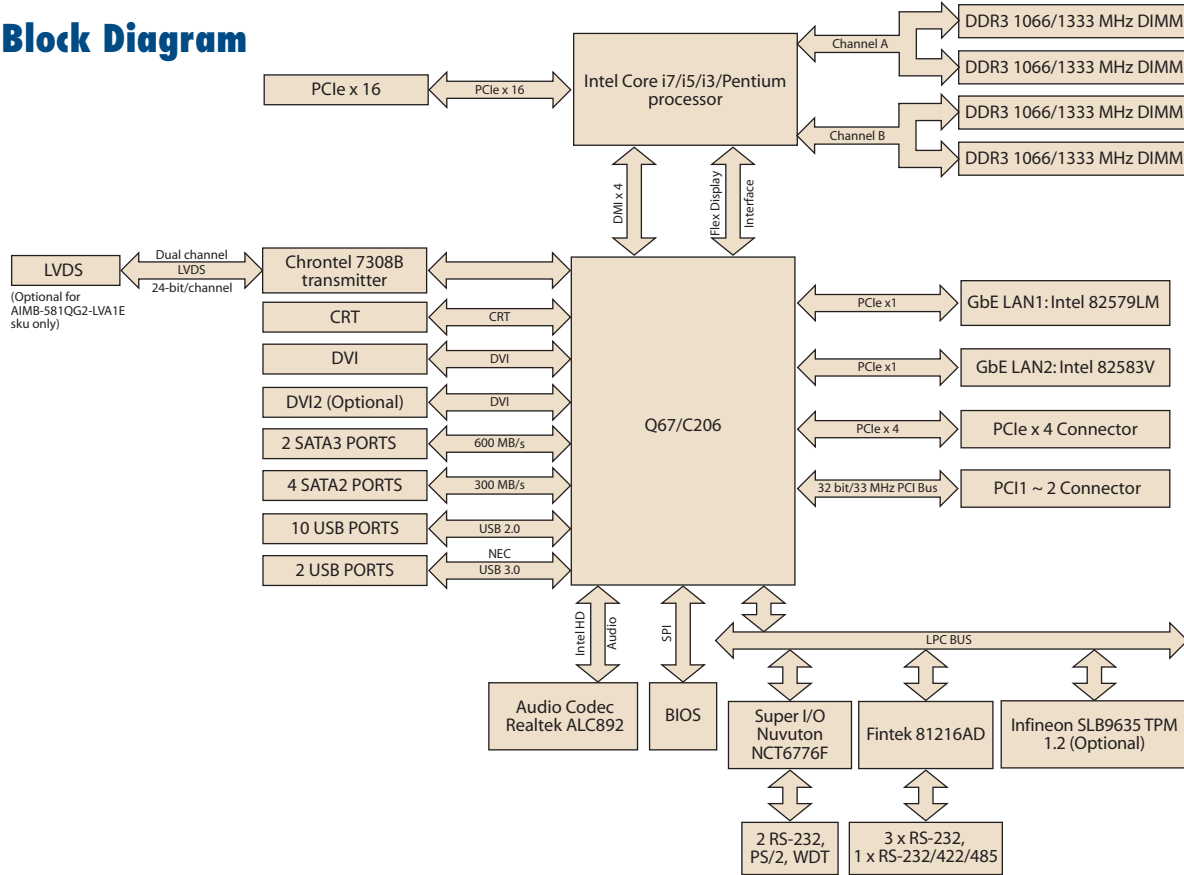 Block Diagram
DDR3 1066/1333 MHz DIMM
Channel A
DDR3 1066/1333 MHz DIMM
PCIe x 16
PCIe x 16
Intel Core i7/i5/i3/Pentium
processor
DDR3 1066/1333 MHz DIMM
Channel B
DDR3 1066/1333 MHz DIMM
DMI x 4
Flex Display
Interface
LVDS
(Optional for
AIMB-581QG2-LVA1E
sku only)
Dual channel
LVDS
24-bit/channel
Chrontel 7308B
transmitter
CRT
CRT
DVI
DVI
DVI2 (Optional)
DVI
2 SATA3 PORTS
600 MB/s
4 SATA2 PORTS
300 MB/s
10 USB PORTS
USB 2.0
2 USB PORTS
NEC
USB 3.0
Q67/C206
PCIe x1
GbE LAN1: Intel 82579LM
PCIe x1
GbE LAN2: Intel 82583V
PCIe x 4
PCIe x 4 Connector
32 bit/33 MHz PCI Bus
PCI1 ~ 2 Connector
Intel HD
Audio
SPI
LPC BUS
Audio Codec
Realtek ALC892
BIOS
Super I/O
Nuvuton
NCT6776F
Fintek 81216AD
Infineon SLB9635 TPM
1.2 (Optional)
2 RS-232,
PS/2, WDT
3 x RS-232,
1 x RS-232/422/485